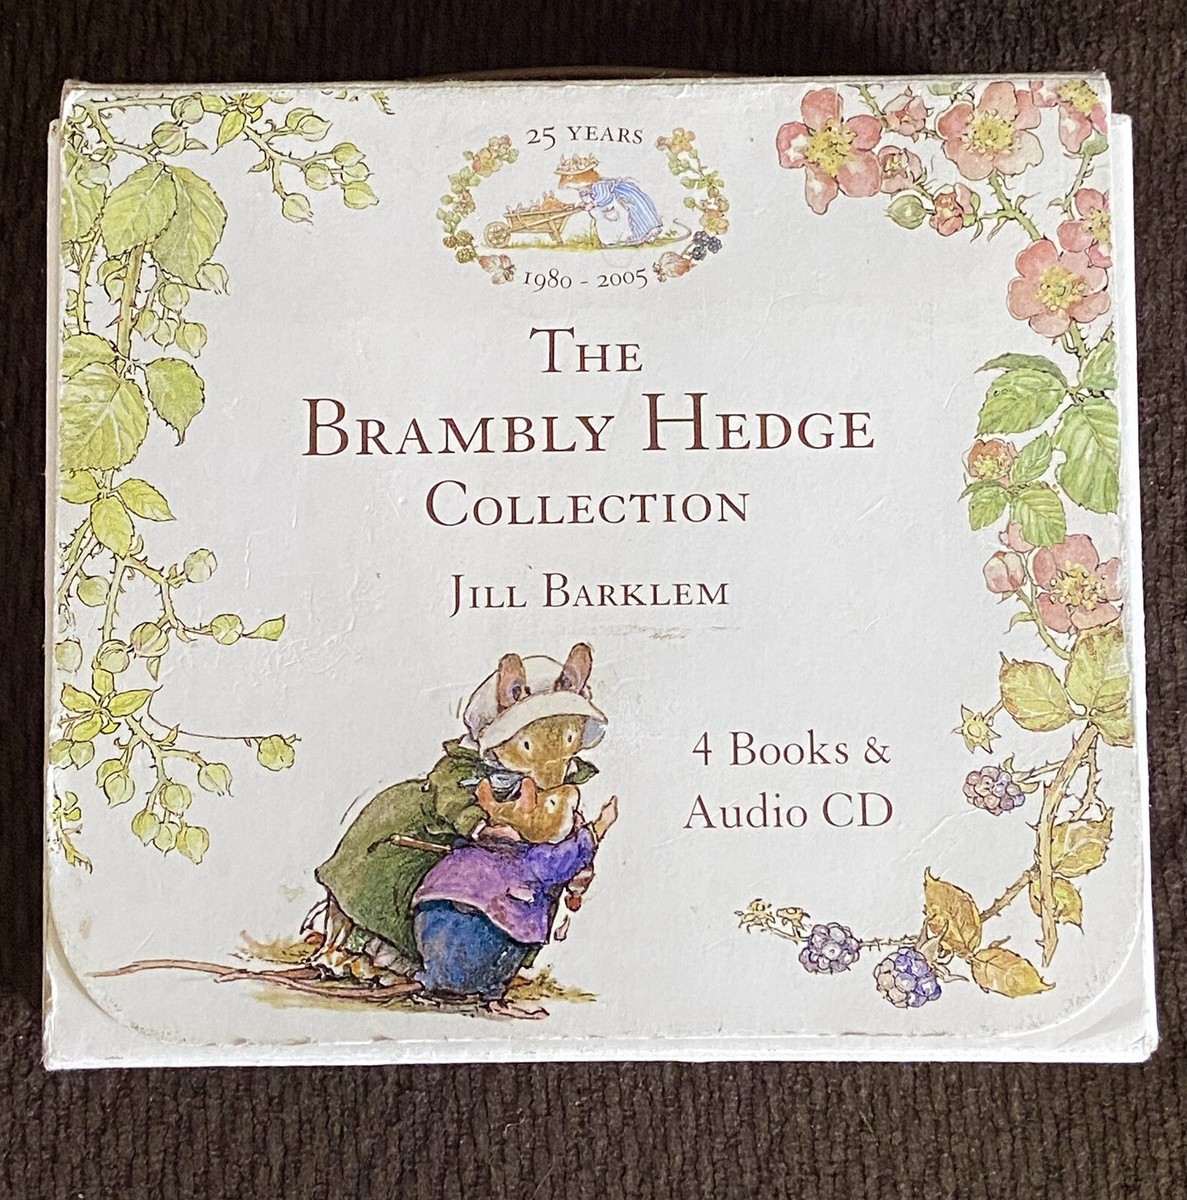 25 YEARS
1980 - 2005
THE
BRAMBLY HEDGE
COLLECTION
JILL BARKLEM
4 Books &
Audio CD